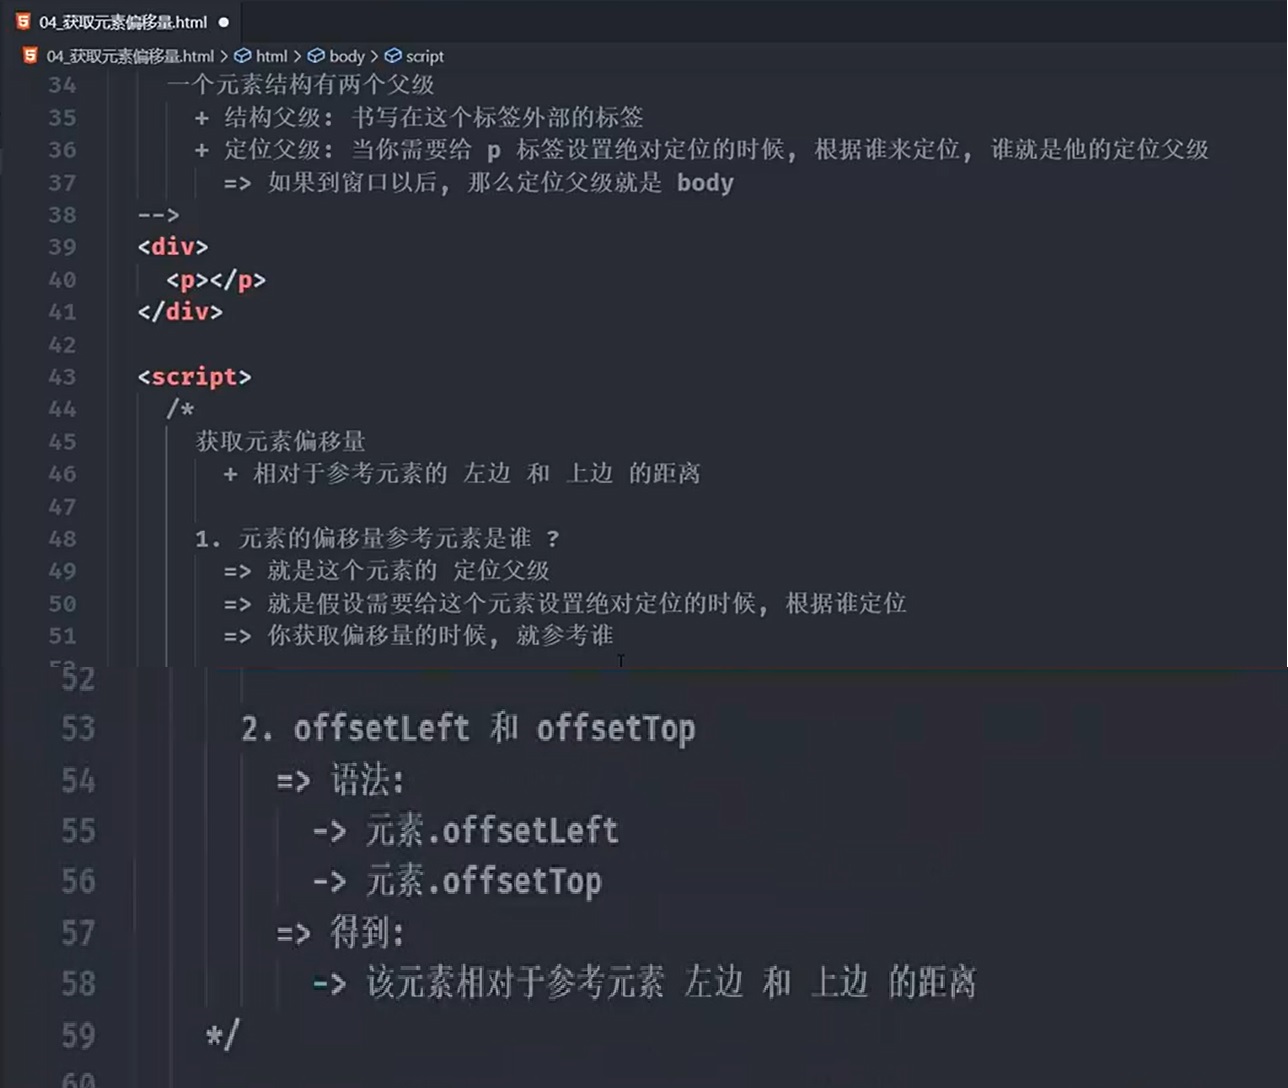 04_获取元素偏移量.html
04_获取元素偏移量.html > html > body > script
34 一个元素结构有两个父级
35 + 结构父级: 书写在这个标签外部的标签
36 + 定位父级: 当你需要给 p 标签设置绝对定位的时候, 根据谁来定位, 谁就是他的定位父级
37 => 如果到窗口以后, 那么定位父级就是 body
38 -->
39 <div>
40 <p></p>
41 </div>
42
43 <script>
44 /*
45 获取元素偏移量
46 + 相对于参考元素的 左边 和 上边 的距离
47
48 1. 元素的偏移量参考元素是谁 ?
49 => 就是这个元素的 定位父级
50 => 就是假设需要给这个元素设置绝对定位的时候, 根据谁定位
51 => 你获取偏移量的时候, 就参考谁
52
53 2. offsetLeft 和 offsetTop
54 => 语法:
55 -> 元素.offsetLeft
56 -> 元素.offsetTop
57 => 得到:
58 -> 该元素相对于参考元素 左边 和 上边 的距离
59 */
60